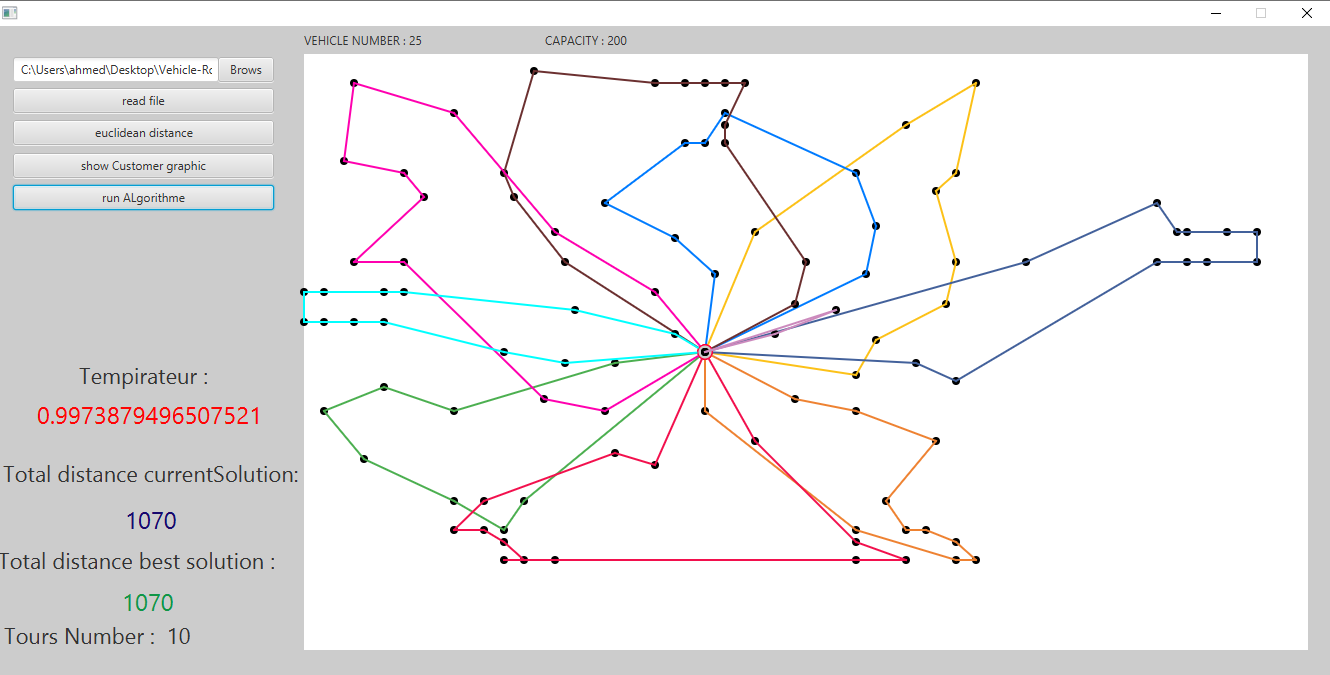 VEHICLE NUMBER : 25 CAPACITY : 200
C:\Users\ahmed\Desktop\Vehicle-Rc Brows
read file
euclidean distance
show Customer graphic
run ALgorithme
Tempirateur :
0.9973879496507521
Total distance currentSolution:
1070
Total distance best solution :
1070
Tours Number : 10